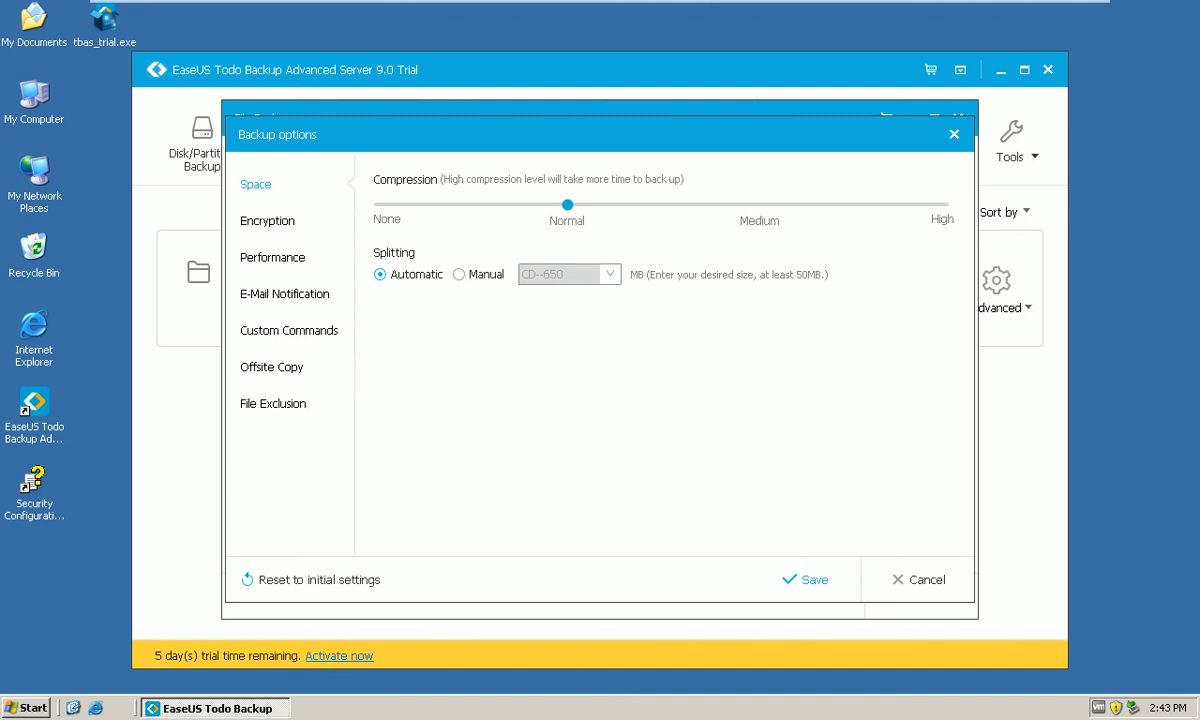 My Documents
tbas_trial.exe
My Computer
My Network
Places
Recycle Bin
Internet
Explorer
EaseUS Todo
Backup Ad...
Security
Configurati...
EaseUS Todo Backup Advanced Server 9.0 Trial
Disk/Partit
Backup
Tools
Sort by
dvanced
Backup options
Space
Encryption
Performance
E-Mail Notification
Custom Commands
Offsite Copy
File Exclusion
Compression (High compression level will take more time to back up)
None Normal Medium High
Splitting
Automatic Manual CD--650 MB (Enter your desired size, at least 50MB.)
Reset to initial settings
Save
Cancel
5 day(s) trial time remaining. Activate now
Start
EaseUS Todo Backup
vm
2:43 PM